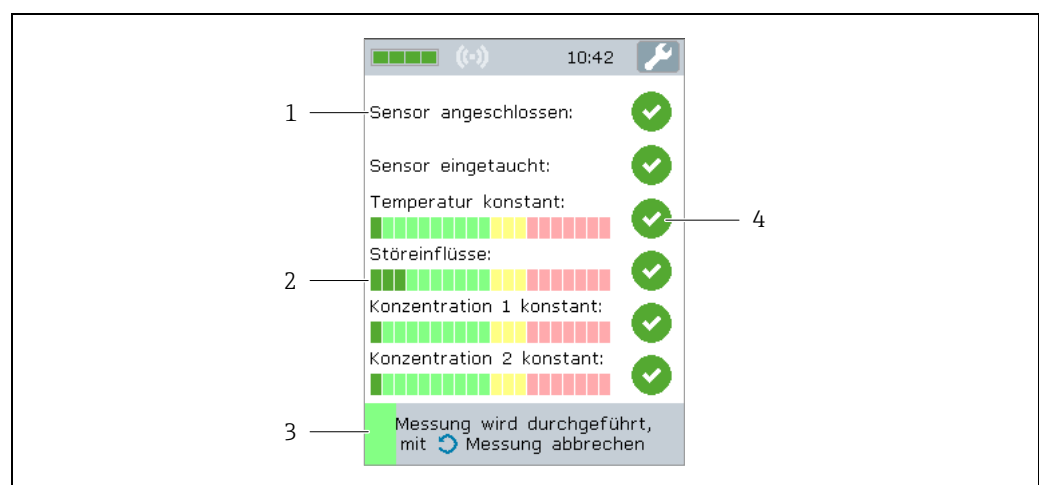 10:42
1
Sensor angeschlossen:
Sensor eingetaucht:
Temperatur konstant:
4
Störeinflüsse:
2
Konzentration 1 konstant:
Konzentration 2 konstant:
3
Messung wird durchgeführt,
mit Messung abbrechen